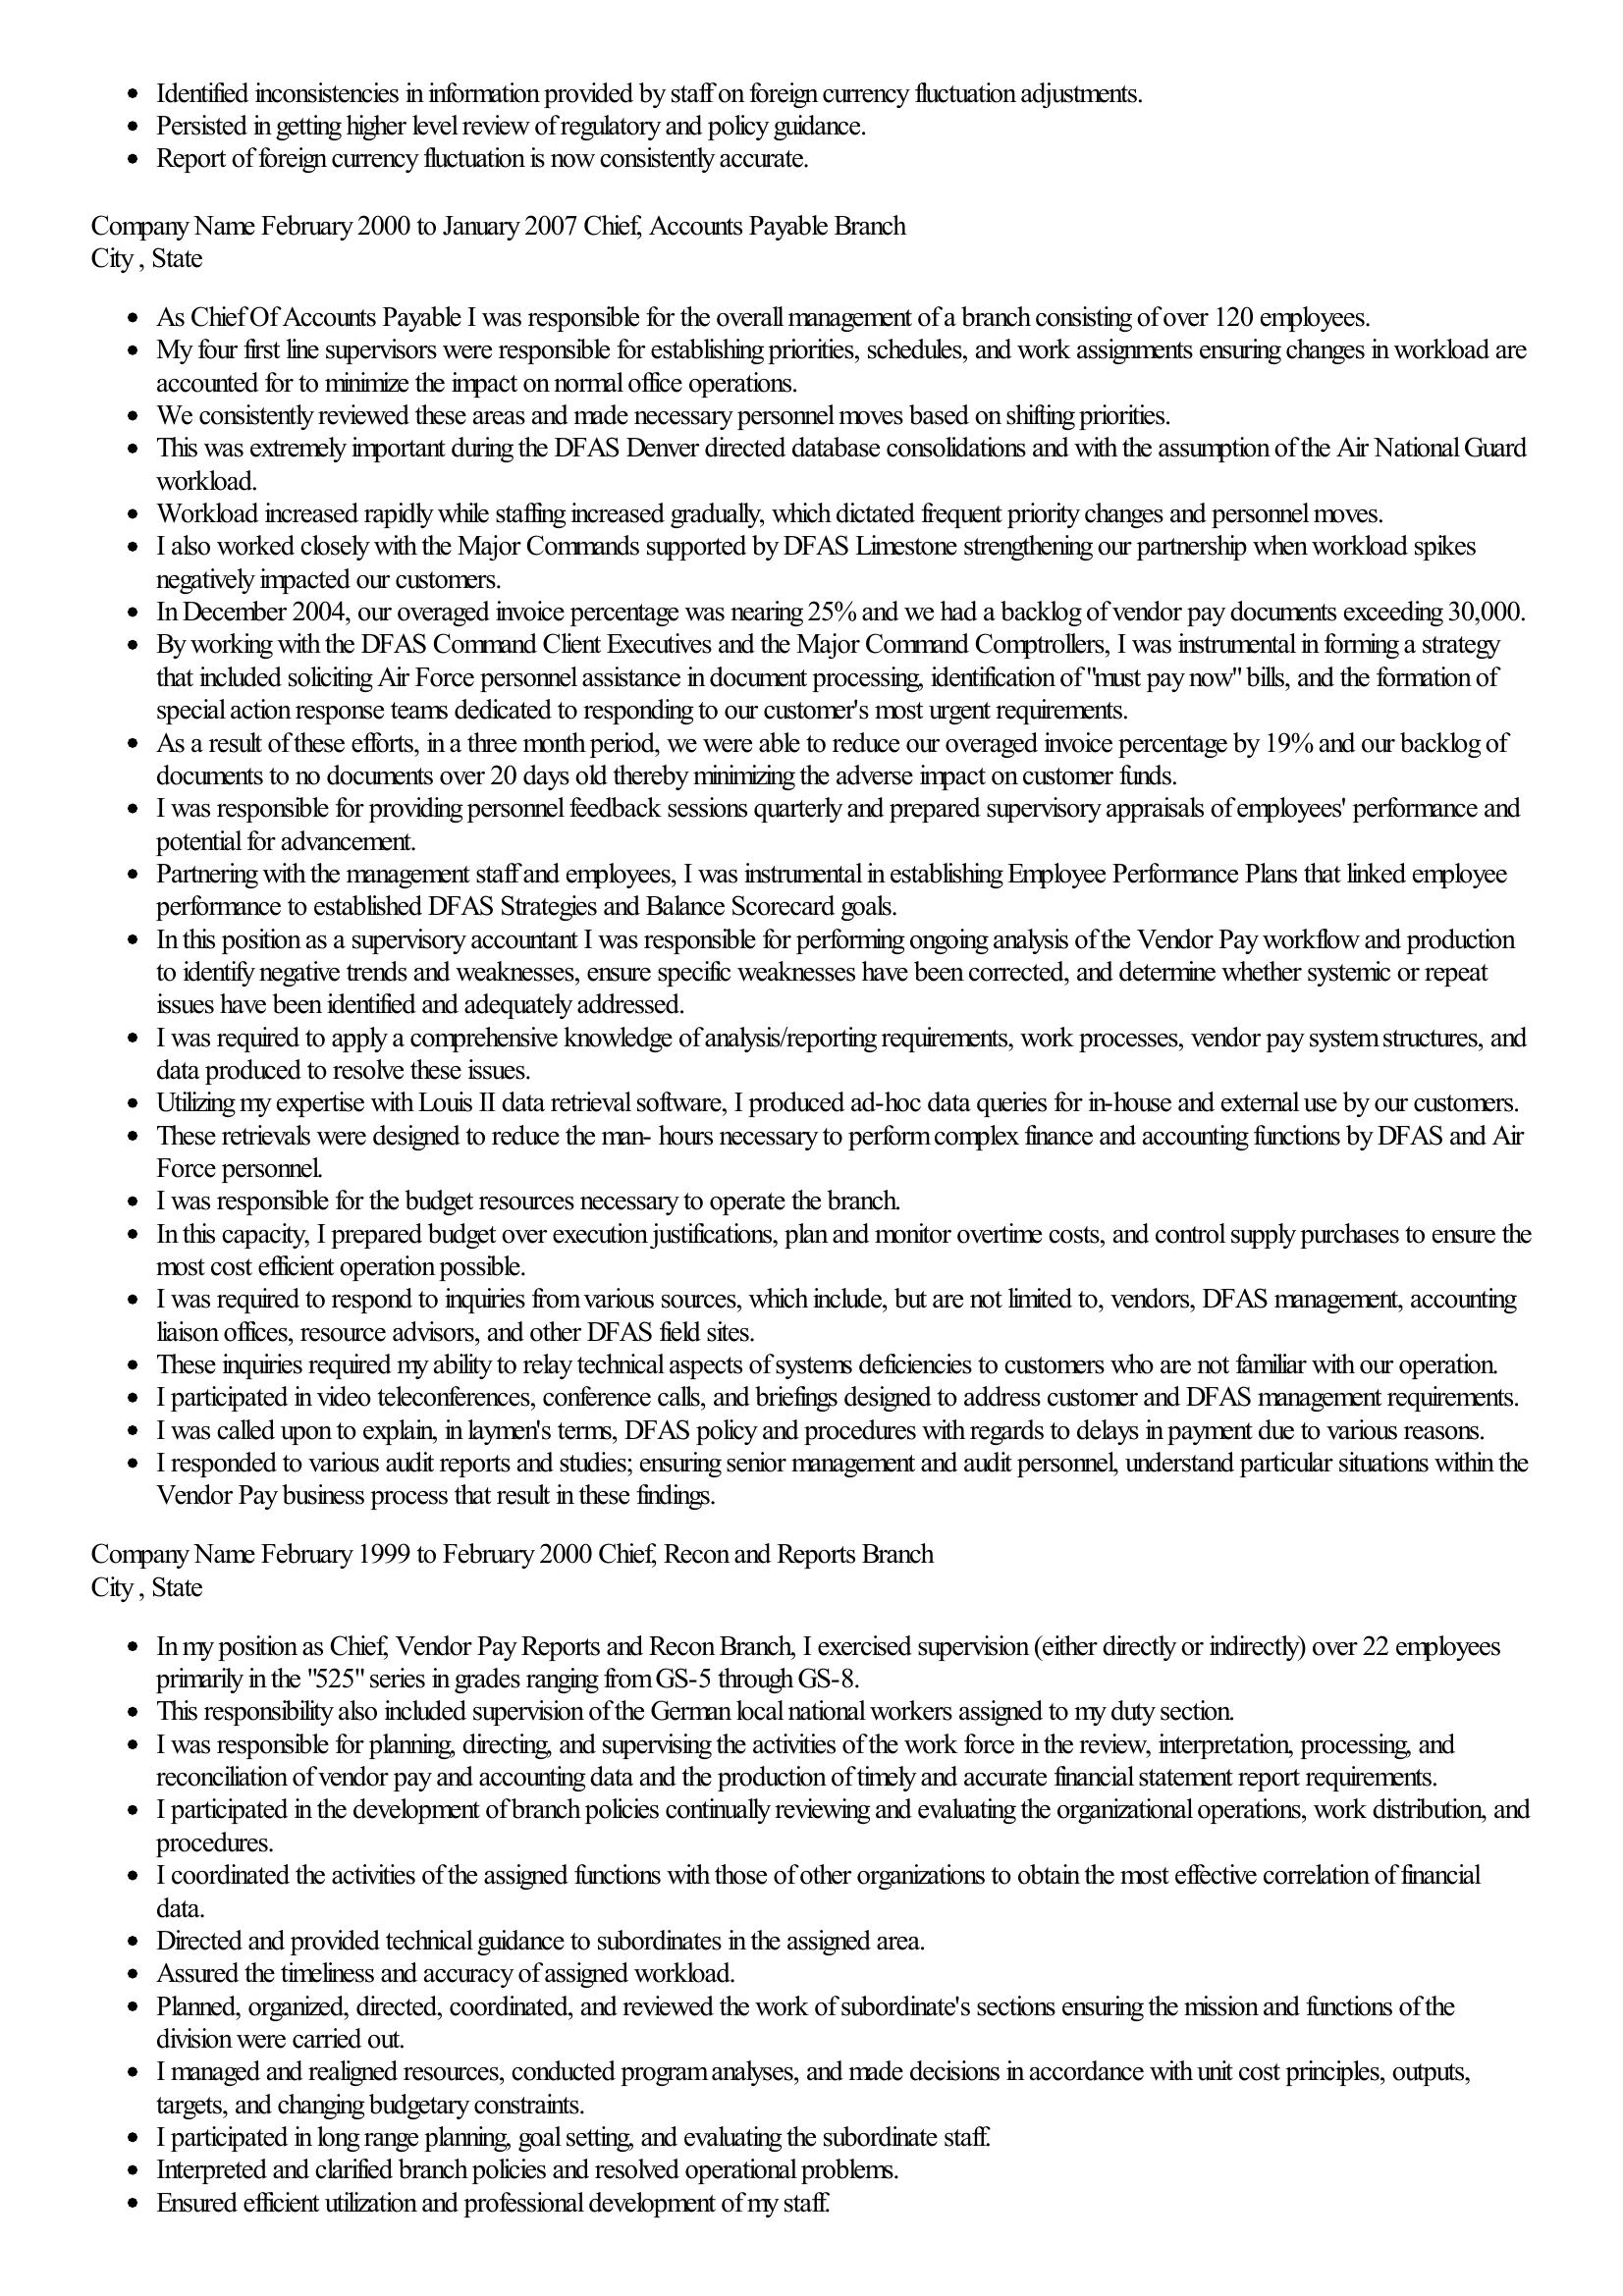 Identified inconsistencies in information provided by staff on foreign currency fluctuation adjustments.
Persisted in getting higher level review of regulatory and policy guidance.
Report of foreign currency fluctuation is now consistently accurate.
Company Name February 2000 to January 2007 Chief, Accounts Payable Branch
City , State
As Chief Of Accounts Payable I was responsible for the overall management of a branch consisting of over 120 employees.
My four first line supervisors were responsible for establishing priorities, schedules, and work assignments ensuring changes in workload are
accounted for to minimize the impact on normal office operations.
We consistently reviewed these areas and made necessary personnel moves based on shifting priorities.
This was extremely important during the DFAS Denver directed database consolidations and with the assumption of the Air National Guard
workload.
Workload increased rapidly while staffing increased gradually, which dictated frequent priority changes and personnel moves.
I also worked closely with the Major Commands supported by DFAS Limestone strengthening our partnership when workload spikes
negatively impacted our customers.
In December 2004, our overaged invoice percentage was nearing 25% and we had a backlog of vendor pay documents exceeding 30,000.
By working with the DFAS Command Client Executives and the Major Command Comptrollers, I was instrumental in forming a strategy
that included soliciting Air Force personnel assistance in document processing, identification of "must pay now" bills, and the formation of
special action response teams dedicated to responding to our customer's most urgent requirements.
As a result of these efforts, in a three month period, we were able to reduce our overaged invoice percentage by 19% and our backlog of
documents to no documents over 20 days old thereby minimizing the adverse impact on customer funds.
I was responsible for providing personnel feedback sessions quarterly and prepared supervisory appraisals of employees' performance and
potential for advancement.
Partnering with the management staff and employees, I was instrumental in establishing Employee Performance Plans that linked employee
performance to established DFAS Strategies and Balance Scorecard goals.
In this position as a supervisory accountant I was responsible for performing ongoing analysis of the Vendor Pay workflow and production
to identify negative trends and weaknesses, ensure specific weaknesses have been corrected, and determine whether systemic or repeat
issues have been identified and adequately addressed.
I was required to apply a comprehensive knowledge of analysis/reporting requirements, work processes, vendor pay system structures, and
data produced to resolve these issues.
Utilizing my expertise with Louis II data retrieval software, I produced ad-hoc data queries for in-house and external use by our customers.
These retrievals were designed to reduce the man- hours necessary to perform complex finance and accounting functions by DFAS and Air
Force personnel.
I was responsible for the budget resources necessary to operate the branch.
In this capacity, I prepared budget over execution justifications, plan and monitor overtime costs, and control supply purchases to ensure the
most cost efficient operation possible.
I was required to respond to inquiries from various sources, which include, but are not limited to, vendors, DFAS management, accounting
liaison offices, resource advisors, and other DFAS field sites.
These inquiries required my ability to relay technical aspects of systems deficiencies to customers who are not familiar with our operation.
I participated in video teleconferences, conference calls, and briefings designed to address customer and DFAS management requirements.
I was called upon to explain, in laymen's terms, DFAS policy and procedures with regards to delays in payment due to various reasons.
I responded to various audit reports and studies; ensuring senior management and audit personnel, understand particular situations within the
Vendor Pay business process that result in these findings.
Company Name February 1999 to February 2000 Chief, Recon and Reports Branch
City , State
In my position as Chief, Vendor Pay Reports and Recon Branch, I exercised supervision (either directly or indirectly) over 22 employees
primarily in the "525" series in grades ranging from GS-5 through GS-8.
This responsibility also included supervision of the German local national workers assigned to my duty section.
I was responsible for planning, directing, and supervising the activities of the work force in the review, interpretation, processing, and
reconciliation of vendor pay and accounting data and the production of timely and accurate financial statement report requirements.
I participated in the development of branch policies continually reviewing and evaluating the organizational operations, work distribution, and
procedures.
I coordinated the activities of the assigned functions with those of other organizations to obtain the most effective correlation of financial
data.
Directed and provided technical guidance to subordinates in the assigned area.
Assured the timeliness and accuracy of assigned workload.
Planned, organized, directed, coordinated, and reviewed the work of subordinate's sections ensuring the mission and functions of the
division were carried out.
I managed and realigned resources, conducted program analyses, and made decisions in accordance with unit cost principles, outputs,
targets, and changing budgetary constraints.
I participated in long range planning, goal setting, and evaluating the subordinate staff.
Interpreted and clarified branch policies and resolved operational problems.
Ensured efficient utilization and professional development of my staff.